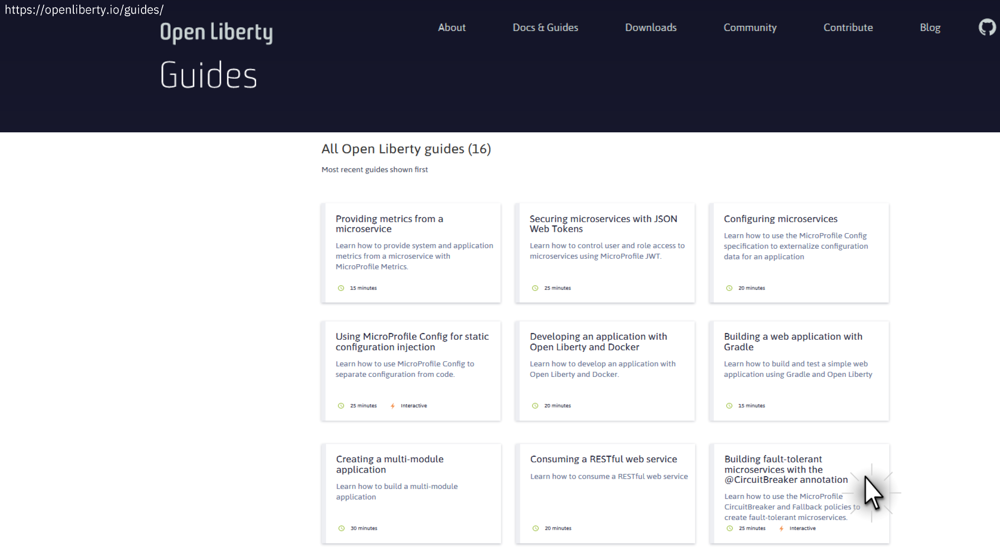 https://openliberty.io/guides/
Open Liberty
About
Docs & Guides
Downloads
Community
Contribute
Blog
Guides
All Open Liberty guides (16)
Most recent guides shown first
Providing metrics from a
microservice
Learn how to provide system and application
metrics from a microservice with
MicroProfile Metrics.
15 minutes
Securing microservices with JSON
Web Tokens
Learn how to control user and role access to
microservices using MicroProfile JWT.
25 minutes
Configuring microservices
Learn how to use the MicroProfile Config
specification to externalize configuration
data for an application
20 minutes
Using MicroProfile Config for static
configuration injection
Learn how to use MicroProfile Config to
separate configuration from code.
25 minutes
Interactive
Developing an application with
Open Liberty and Docker
Learn how to develop an application with
Open Liberty and Docker.
20 minutes
Building a web application with
Gradle
Learn how to build and test a simple web
application using Gradle and Open Liberty
15 minutes
Creating a multi-module
application
Learn how to build a multi-module
application
30 minutes
Consuming a RESTful web service
Learn how to consume a RESTful web service
20 minutes
Building fault-tolerant
microservices with the
@CircuitBreaker annotation
Learn how to use the MicroProfile
CircuitBreaker and Fallback policies to
create fault-tolerant microservices.
25 minutes
Interactive